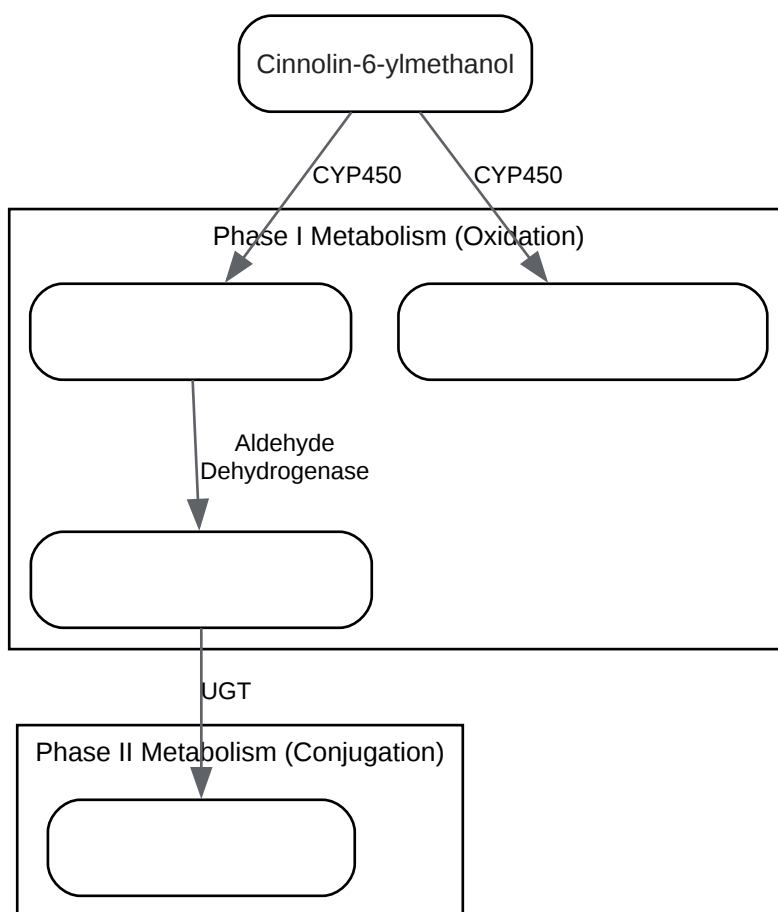 Cinnolin-6-ylmethanol
CYP450
CYP450
Phase I Metabolism (Oxidation)
Aldehyde
Dehydrogenase
UGT
Phase II Metabolism (Conjugation)